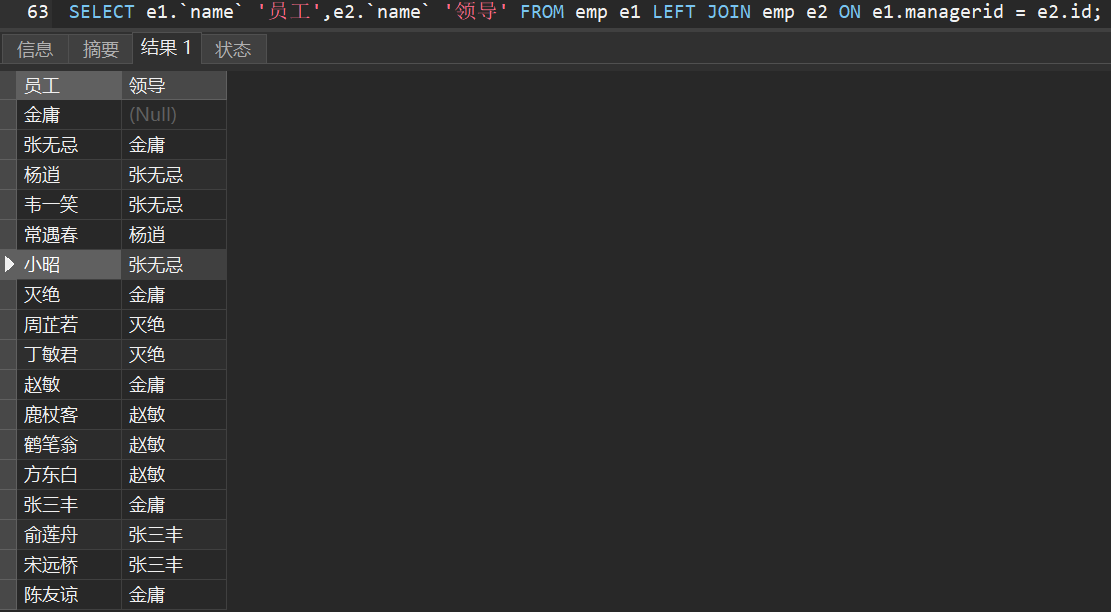 63 SELECT e1.`name` '员工',e2.`name` '领导' FROM emp e1 LEFT JOIN emp e2 ON e1.managerid = e2.id;
信息 摘要 结果 1 状态
员工 领导
金庸 (Null)
张无忌 金庸
杨逍 张无忌
韦一笑 张无忌
常遇春 杨逍
小昭 张无忌
灭绝 金庸
周芷若 灭绝
丁敏君 灭绝
赵敏 金庸
鹿杖客 赵敏
鹤笔翁 赵敏
方东白 赵敏
张三丰 金庸
俞莲舟 张三丰
宋远桥 张三丰
陈友谅 金庸